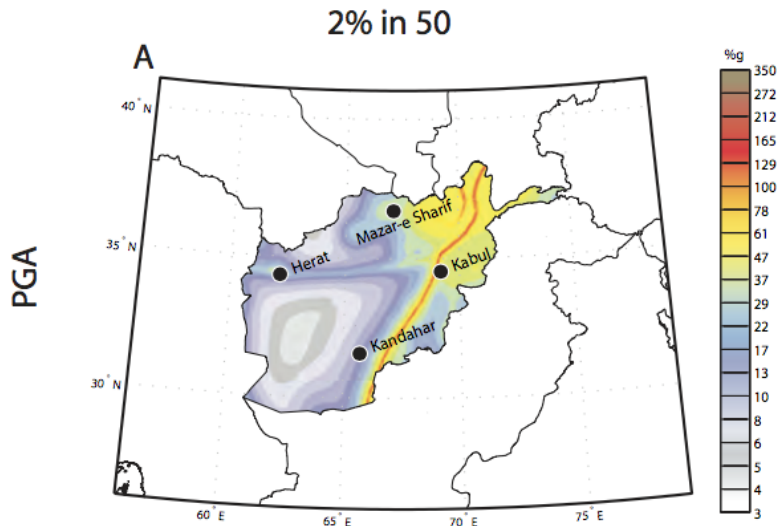 2% in 50
A
PGA
%g
350
272
212
165
129
100
78
61
47
37
29
22
17
13
10
8
6
5
4
3
40° N
35° N
30° N
60° E
65° E
70° E
75° E
Mazar-e Sharif
Herat
Kabul
Kandahar